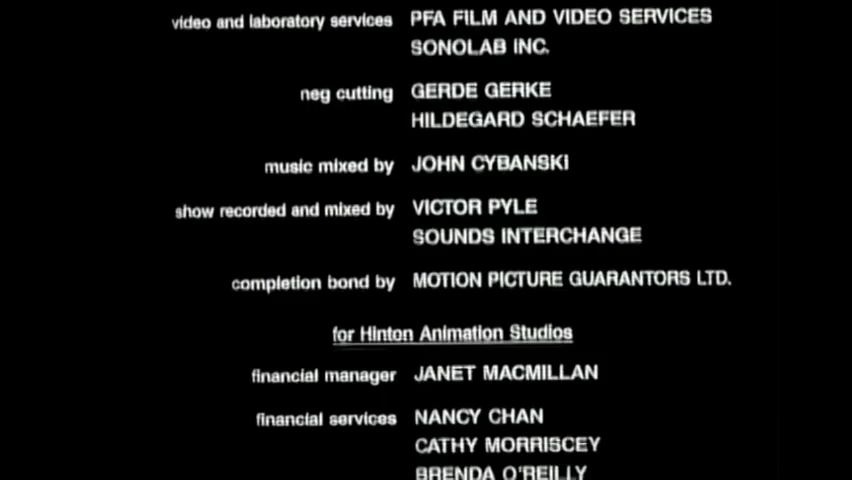 video and laboratory services PFA FILM AND VIDEO SERVICES
SONOLAB INC.
neg cutting GERDE GERKE
HILDEGARD SCHAEFER
music mixed by JOHN CYBANSKI
show recorded and mixed by VICTOR PYLE
SOUNDS INTERCHANGE
completion bond by MOTION PICTURE GUARANTORS LTD.
for Hinton Animation Studios
financial manager JANET MACMILLAN
financial services NANCY CHAN
CATHY MORRISCEY
BRENDA O'REILLY